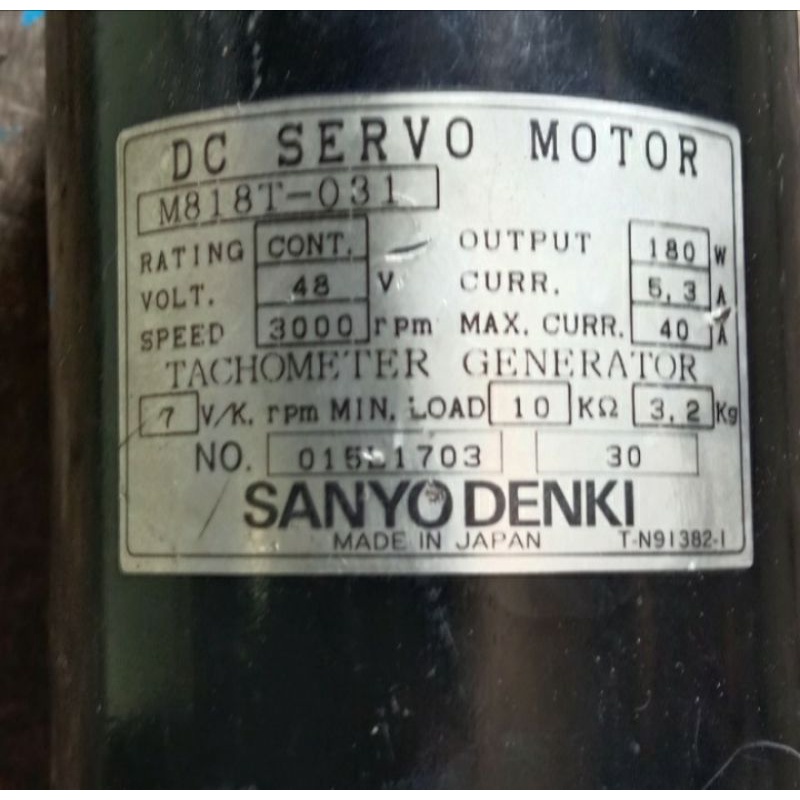 DC SERVO MOTOR
M818T-031
RATING CONT. OUTPUT 180 W
VOLT. 48 V CURR. 5,3 A
SPEED 3000 rpm MAX. CURR. 40 A
TACHOMETER GENERATOR
7 V/K. rpm MIN. LOAD 10 KΩ 3,2 Kg
NO. 015L1703 30
SANYO DENKI
MADE IN JAPAN T-N91382-1